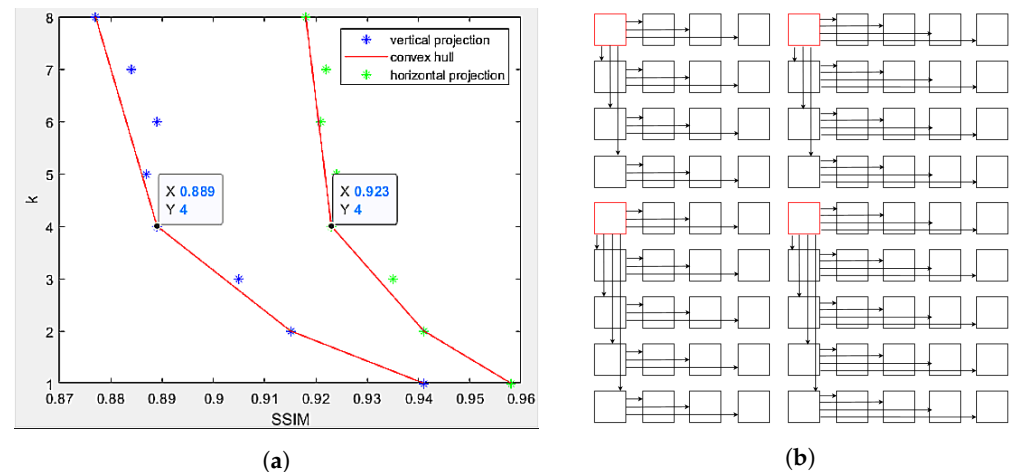 8
7
6
5
4
3
2
1
k
vertical projection
convex hull
horizontal projection
X 0.889
Y 4
X 0.923
Y 4
0.87 0.88 0.89 0.9 0.91 0.92 0.93 0.94 0.95 0.96
SSIM
(a)
(b)